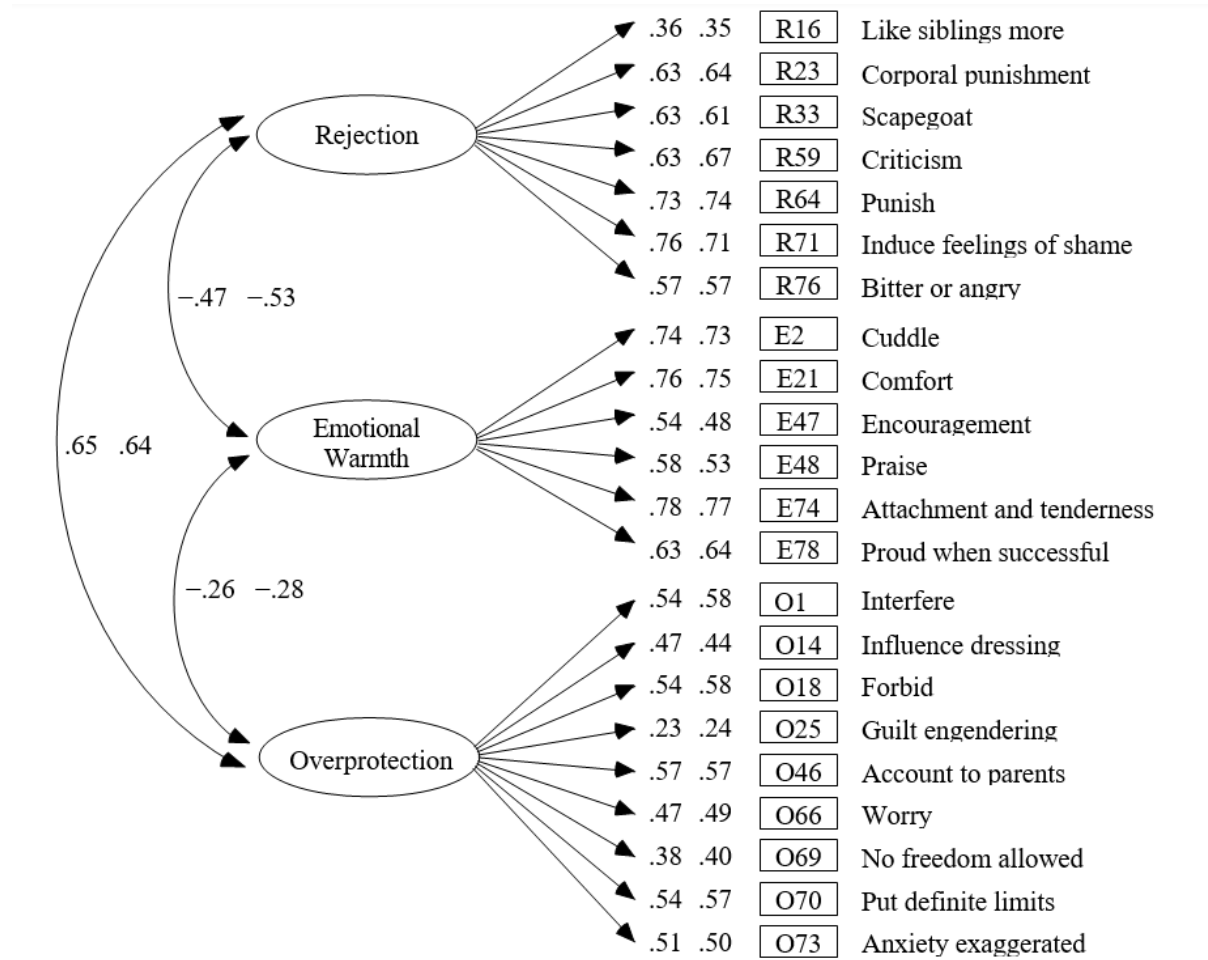 .36 .35 R16 Like siblings more
.63 .64 R23 Corporal punishment
.63 .61 R33 Scapegoat
Rejection
.63 .67 R59 Criticism
.73 .74 R64 Punish
.76 .71 R71 Induce feelings of shame
.57 .57 R76 Bitter or angry
−.47 −.53
.74 .73 E2 Cuddle
.76 .75 E21 Comfort
.54 .48 E47 Encouragement
Emotional
Warmth
.65 .64
.58 .53 E48 Praise
.78 .77 E74 Attachment and tenderness
.63 .64 E78 Proud when successful
−.26 −.28
.54 .58 O1 Interfere
.47 .44 O14 Influence dressing
.54 .58 O18 Forbid
.23 .24 O25 Guilt engendering
Overprotection
.57 .57 O46 Account to parents
.47 .49 O66 Worry
.38 .40 O69 No freedom allowed
.54 .57 O70 Put definite limits
.51 .50 O73 Anxiety exaggerated